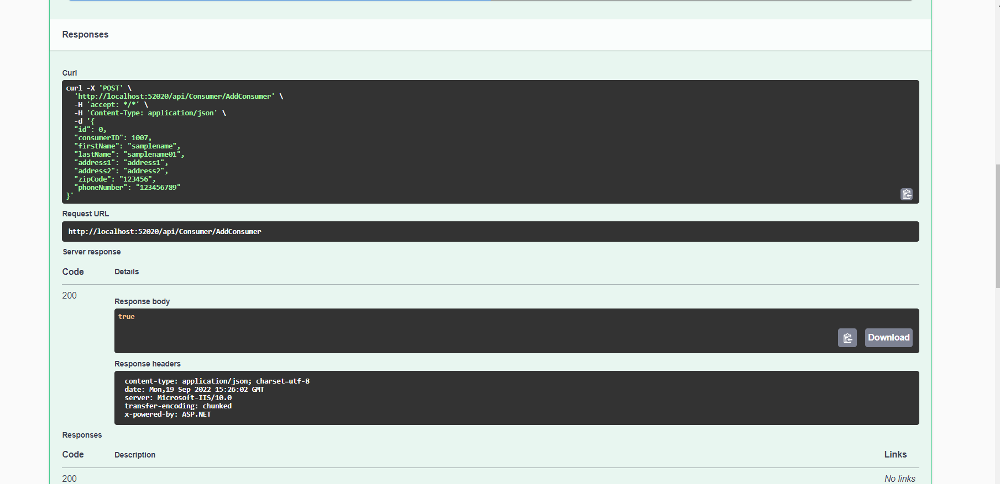 Responses
Curl
curl -X 'POST' \
'http://localhost:52020/api/Consumer/AddConsumer' \
-H 'accept: */*' \
-H 'Content-Type: application/json' \
-d '{
"id": 0,
"consumerID": 1007,
"firstName": "samplename",
"lastName": "samplename01",
"address1": "address1",
"address2": "address2",
"zipCode": "123456",
"phoneNumber": "123456789"
}'
Request URL
http://localhost:52020/api/Consumer/AddConsumer
Server response
Code Details
200
Response body
true
Download
Response headers
content-type: application/json; charset=utf-8
date: Mon,19 Sep 2022 15:26:02 GMT
server: Microsoft-IIS/10.0
transfer-encoding: chunked
x-powered-by: ASP.NET
Responses
Code Description Links
200 No links